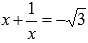 x + 1/x = −√3